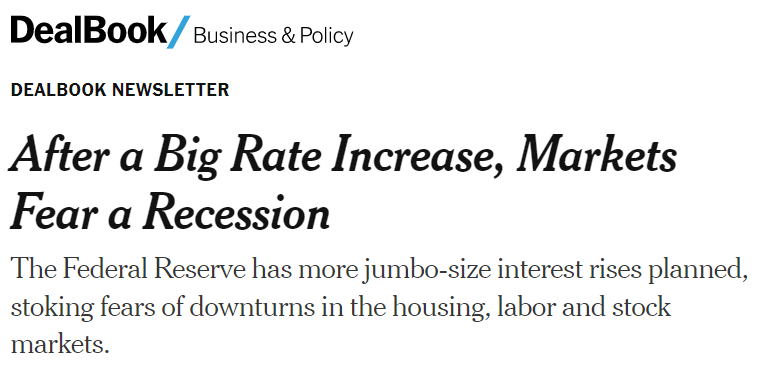 DealBook/ Business & Policy
DEALBOOK NEWSLETTER
After a Big Rate Increase, Markets
Fear a Recession
The Federal Reserve has more jumbo-size interest rises planned,
stoking fears of downturns in the housing, labor and stock
markets.